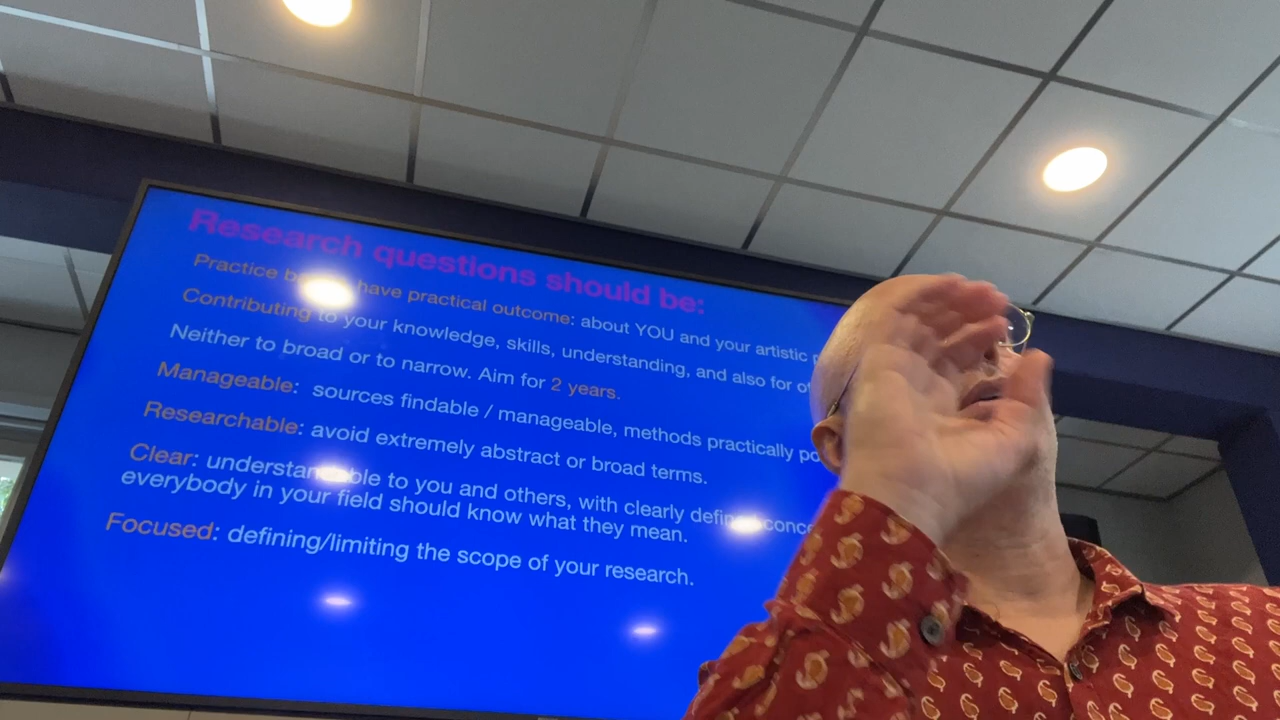 Research questions should be:
Practice have practical outcome: about YOU and your artistic
Contributing to your knowledge, skills, understanding, and also for
Neither to broad or to narrow. Aim for 2 years.
Manageable: sources findable / manageable, methods practically
Researchable: avoid extremely abstract or broad terms.
Clear: understandable to you and others, with clearly
everybody in your field should know what they mean.
Focused: defining/limiting the scope of your research.